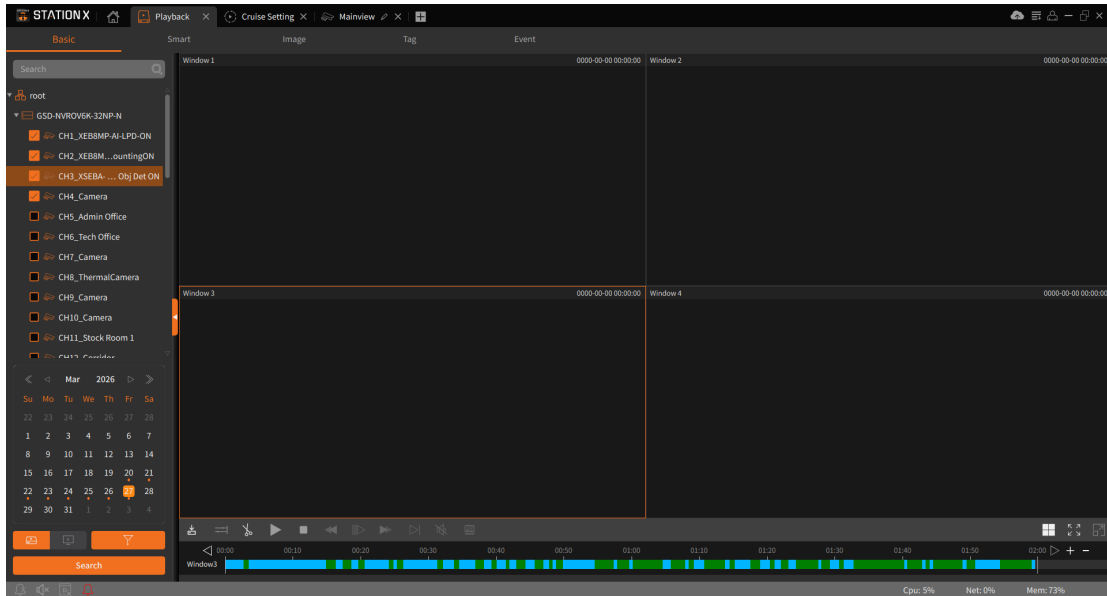 STATION X Playback Cruise Setting Mainview
Basic Smart Image Tag Event
Search
Window 1 0000-00-00 00:00:00 Window 2 0000-00-00 00:00:00
root
GSD-NVROV6K-32NP-N
CH1_XEB8MP-AI-LPD-ON
CH2_XEB8M...ountingON
CH3_XSEBA- ... Obj Det ON
CH4_Camera
CH5_Admin Office
CH6_Tech Office
CH7_Camera
CH8_ThermalCamera
CH9_Camera
CH10_Camera
CH11_Stock Room 1
CH12_Corridor
Window 3 0000-00-00 00:00:00 Window 4 0000-00-00 00:00:00
Mar 2026
Su Mo Tu We Th Fr Sa
22 23 24 25 26 27 28
1 2 3 4 5 6 7
8 9 10 11 12 13 14
15 16 17 18 19 20 21
22 23 24 25 26 27 28
29 30 31 1 2 3 4
Search
00:00 00:10 00:20 00:30 00:40 00:50 01:00 01:10 01:20 01:30 01:40 01:50 02:00
Window3
Cpu: 5% Net: 0% Mem: 73%